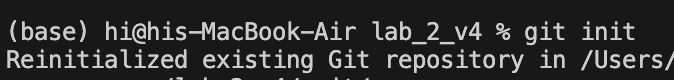 (base) hi@his-MacBook-Air lab_2_v4 % git init
Reinitialized existing Git repository in /Users/